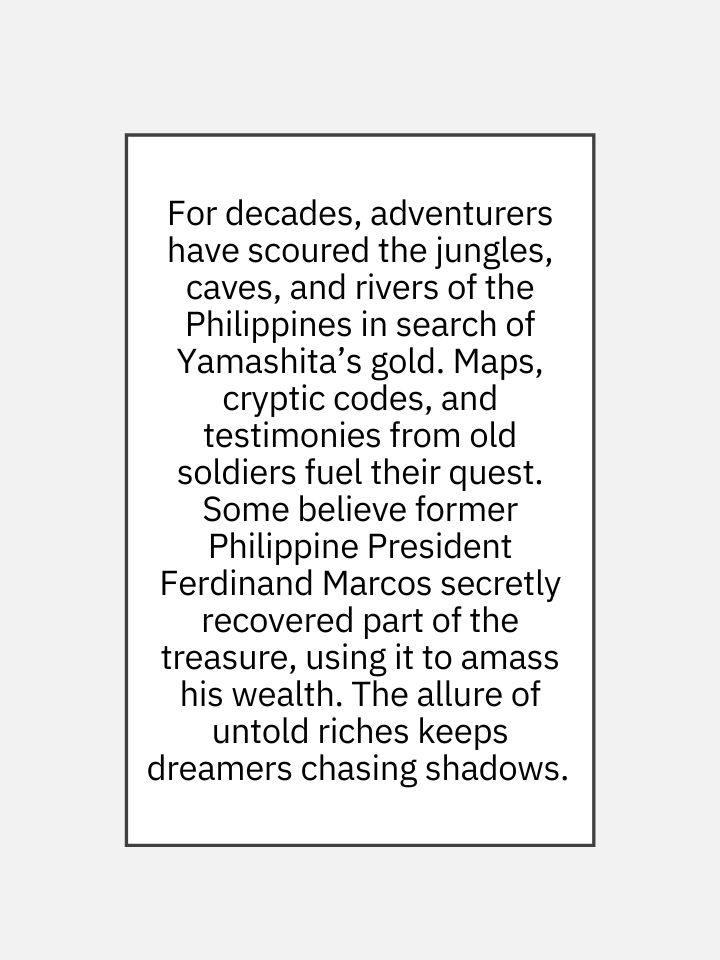 For decades, adventurers
have scoured the jungles,
caves, and rivers of the
Philippines in search of
Yamashita’s gold. Maps,
cryptic codes, and
testimonies from old
soldiers fuel their quest.
Some believe former
Philippine President
Ferdinand Marcos secretly
recovered part of the
treasure, using it to amass
his wealth. The allure of
untold riches keeps
dreamers chasing shadows.